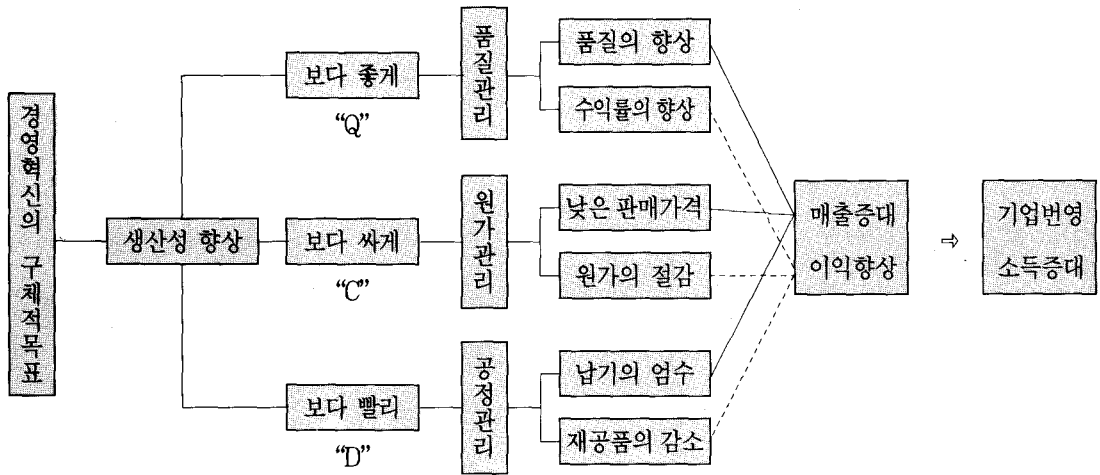 경영혁신의 구체적목표
생산성 향상
보다 좋게
“Q”
품질관리
품질의 향상
수익률의 향상
보다 싸게
“C”
원가관리
낮은 판매가격
원가의 절감
보다 빨리
“D”
공정관리
납기의 엄수
재공품의 감소
매출증대
이익향상
⇨
기업번영
소득증대